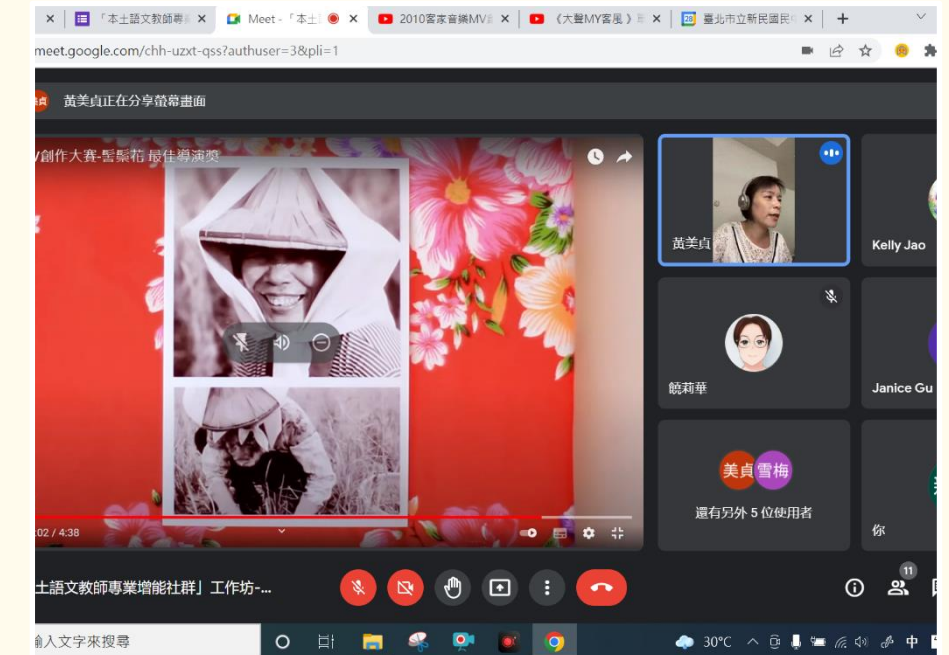 「本土語文教師專
Meet - 「本土
2010客家音樂MV
《大聲MY客風》
28
臺北市立新民國民
meet.google.com/chh-uzxt-qss?authuser=3&pli=1
黃美貞正在分享螢幕畫面
創作大賽-髻鬃花 最佳導演獎
黃美貞
Kelly Jao
饒莉華
Janice Gu
美貞
雪梅
還有另外 5 位使用者
你
:02 / 4:38
土語文教師專業增能社群」工作坊-...
11
輸入文字來搜尋
30°C
中